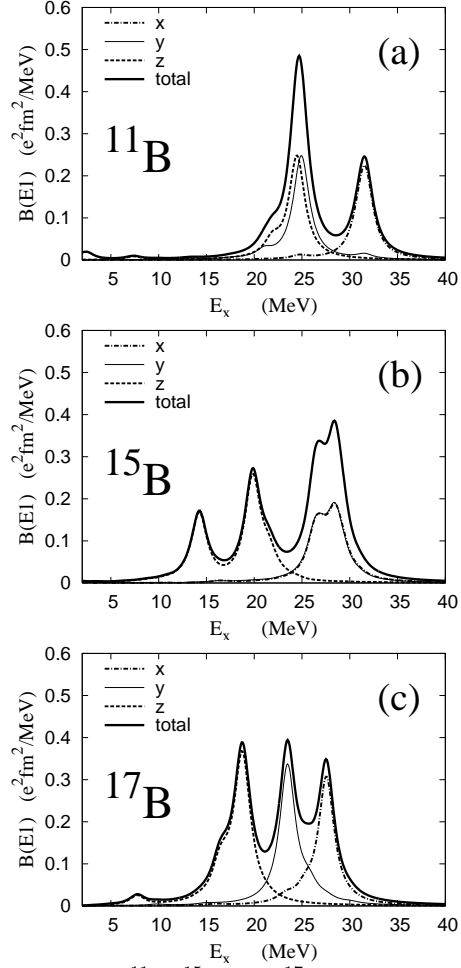 0.6
0.5
0.4
0.3
0.2
0.1
0
B(E1) (e²fm²/MeV)
x
y
z
total
(a)
¹¹B
5 10 15 20 25 30 35 40
Eₓ (MeV)
0.6
0.5
0.4
0.3
0.2
0.1
0
B(E1) (e²fm²/MeV)
x
y
z
total
(b)
¹⁵B
5 10 15 20 25 30 35 40
Eₓ (MeV)
0.6
0.5
0.4
0.3
0.2
0.1
0
B(E1) (e²fm²/MeV)
x
y
z
total
(c)
¹⁷B
5 10 15 20 25 30 35 40
Eₓ (MeV)
11 15 17